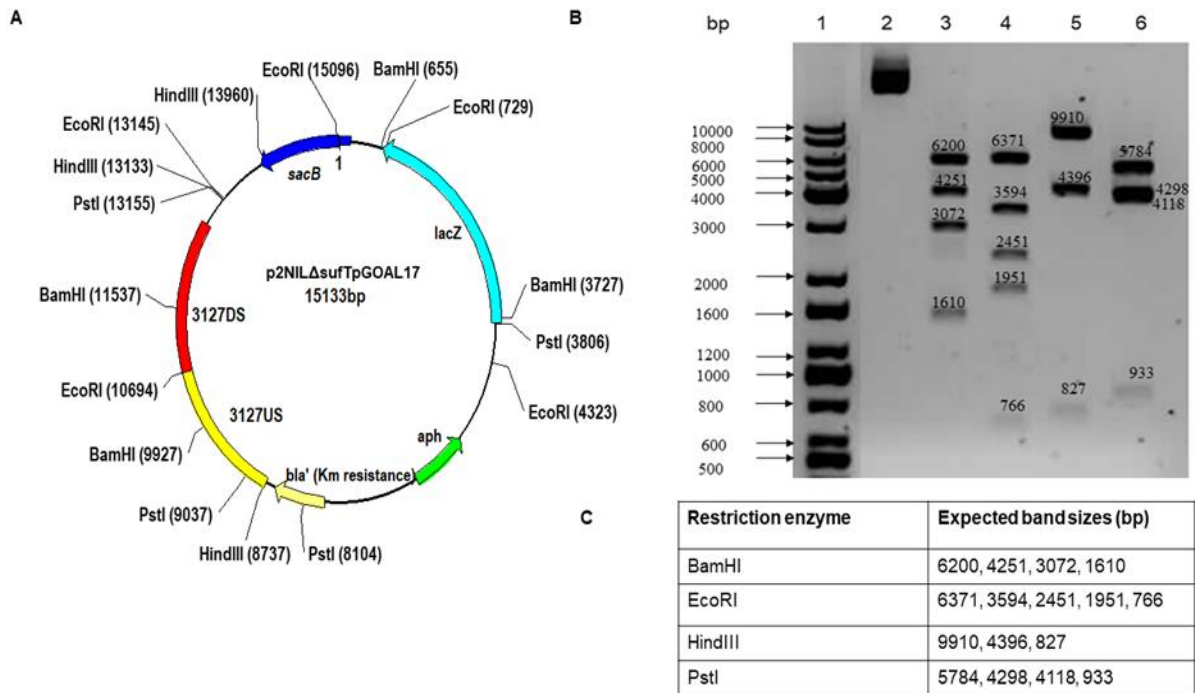 A
EcoRI (15096)
BamHI (655)
HindIII (13960)
EcoRI (729)
EcoRI (13145)
HindIII (13133)
PstI (13155)
sacB
1
lacZ
p2NILΔsufTpGOAL17
15133bp
BamHI (3727)
PstI (3806)
EcoRI (4323)
BamHI (11537)
3127DS
EcoRI (10694)
3127US
BamHI (9927)
aph
bla' (Km resistance)
PstI (9037)
HindIII (8737)
PstI (8104)
B
bp 1 2 3 4 5 6
10000
8000
6000
5000
4000
3000
2000
1600
1200
1000
800
600
500
6200
4251
3072
1610
6371
3594
2451
1951
766
9910
4396
827
5784
4298
4118
933
C
Restriction enzyme Expected band sizes (bp)
BamHI 6200, 4251, 3072, 1610
EcoRI 6371, 3594, 2451, 1951, 766
HindIII 9910, 4396, 827
PstI 5784, 4298, 4118, 933